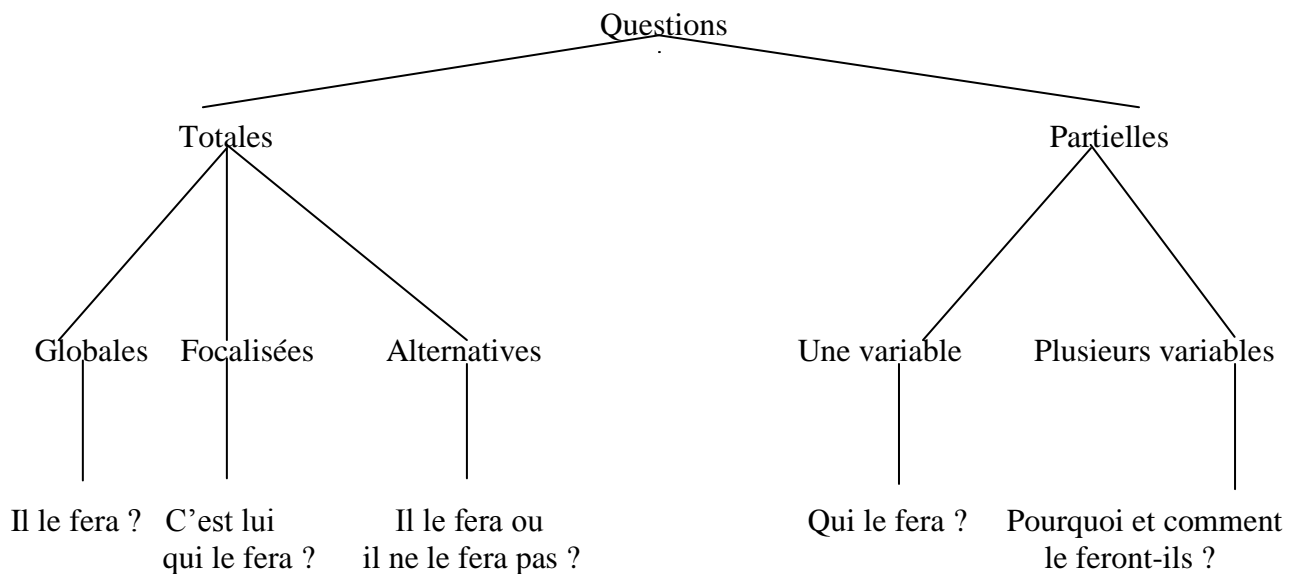 Questions
Totales Partielles
Globales Focalisées Alternatives Une variable Plusieurs variables
Il le fera ? C’est lui Il le fera ou Qui le fera ? Pourquoi et comment
qui le fera ? il ne le fera pas ? le feront-ils ?